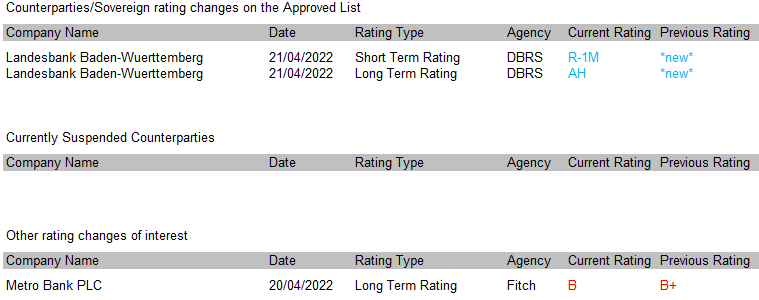 Counterparties/Sovereign rating changes on the Approved List
Company Name Date Rating Type Agency Current Rating Previous Rating
Landesbank Baden-Wuerttemberg 21/04/2022 Short Term Rating DBRS R-1M *new*
Landesbank Baden-Wuerttemberg 21/04/2022 Long Term Rating DBRS AH *new*
Currently Suspended Counterparties
Company Name Date Rating Type Agency Current Rating Previous Rating
Other rating changes of interest
Company Name Date Rating Type Agency Current Rating Previous Rating
Metro Bank PLC 20/04/2022 Long Term Rating Fitch B B+